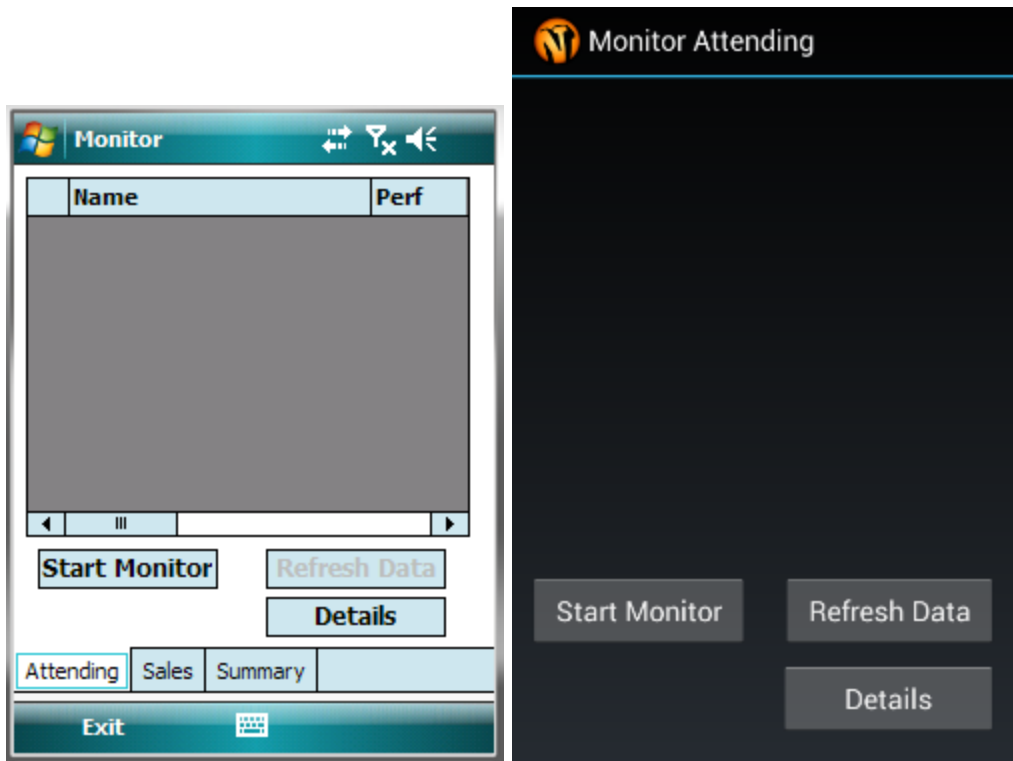 Monitor
Name Perf
Start Monitor Refresh Data
Details
Attending Sales Summary
Exit
Monitor Attending
Start Monitor Refresh Data
Details